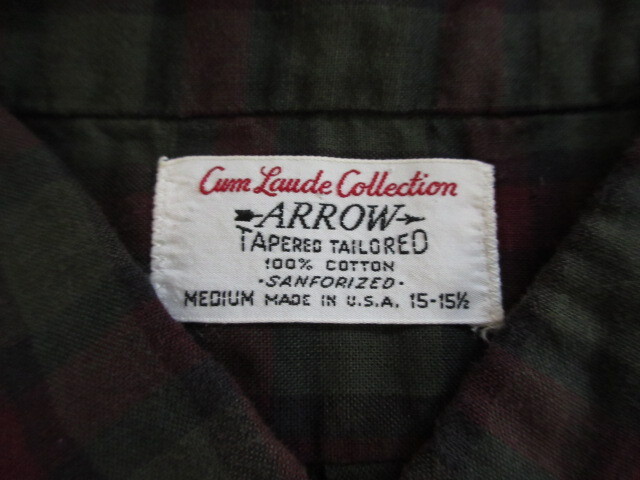 Cum Laude Collection
ARROW
TAPERED TAILORED
100% COTTON
·SANFORIZED·
MEDIUM MADE IN U.S.A. 15-15½